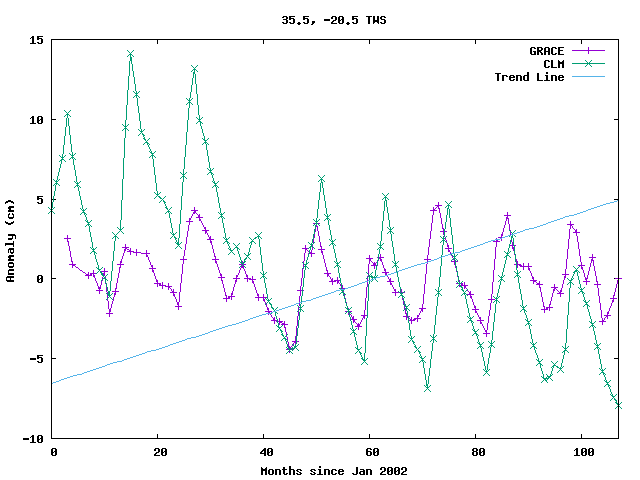 35.5, -20.5 TWS
GRACE
CLM
Trend Line
15
10
5
0
-5
-10
Anomaly (cm)
0 20 40 60 80 100
Months since Jan 2002